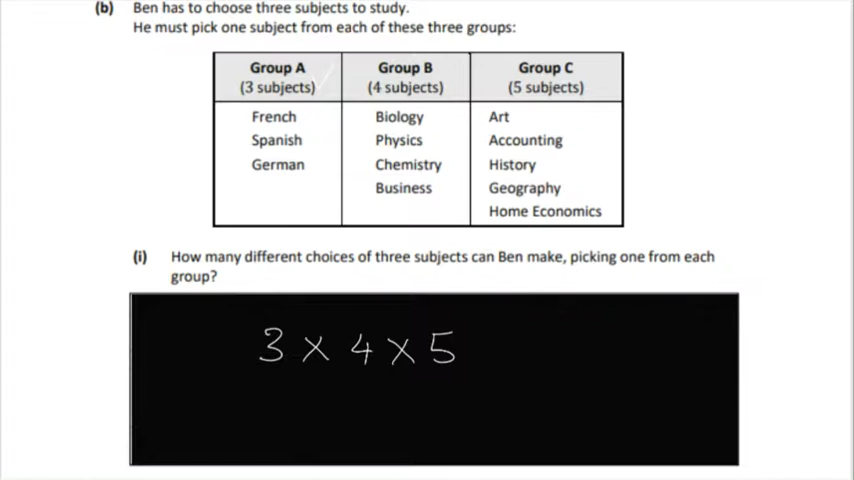 (b) Ben has to choose three subjects to study.
He must pick one subject from each of these three groups:
Group A Group B Group C
(3 subjects) (4 subjects) (5 subjects)
French Biology Art
Spanish Physics Accounting
German Chemistry History
Business Geography
Home Economics
(i) How many different choices of three subjects can Ben make, picking one from each
group?
3 × 4 × 5